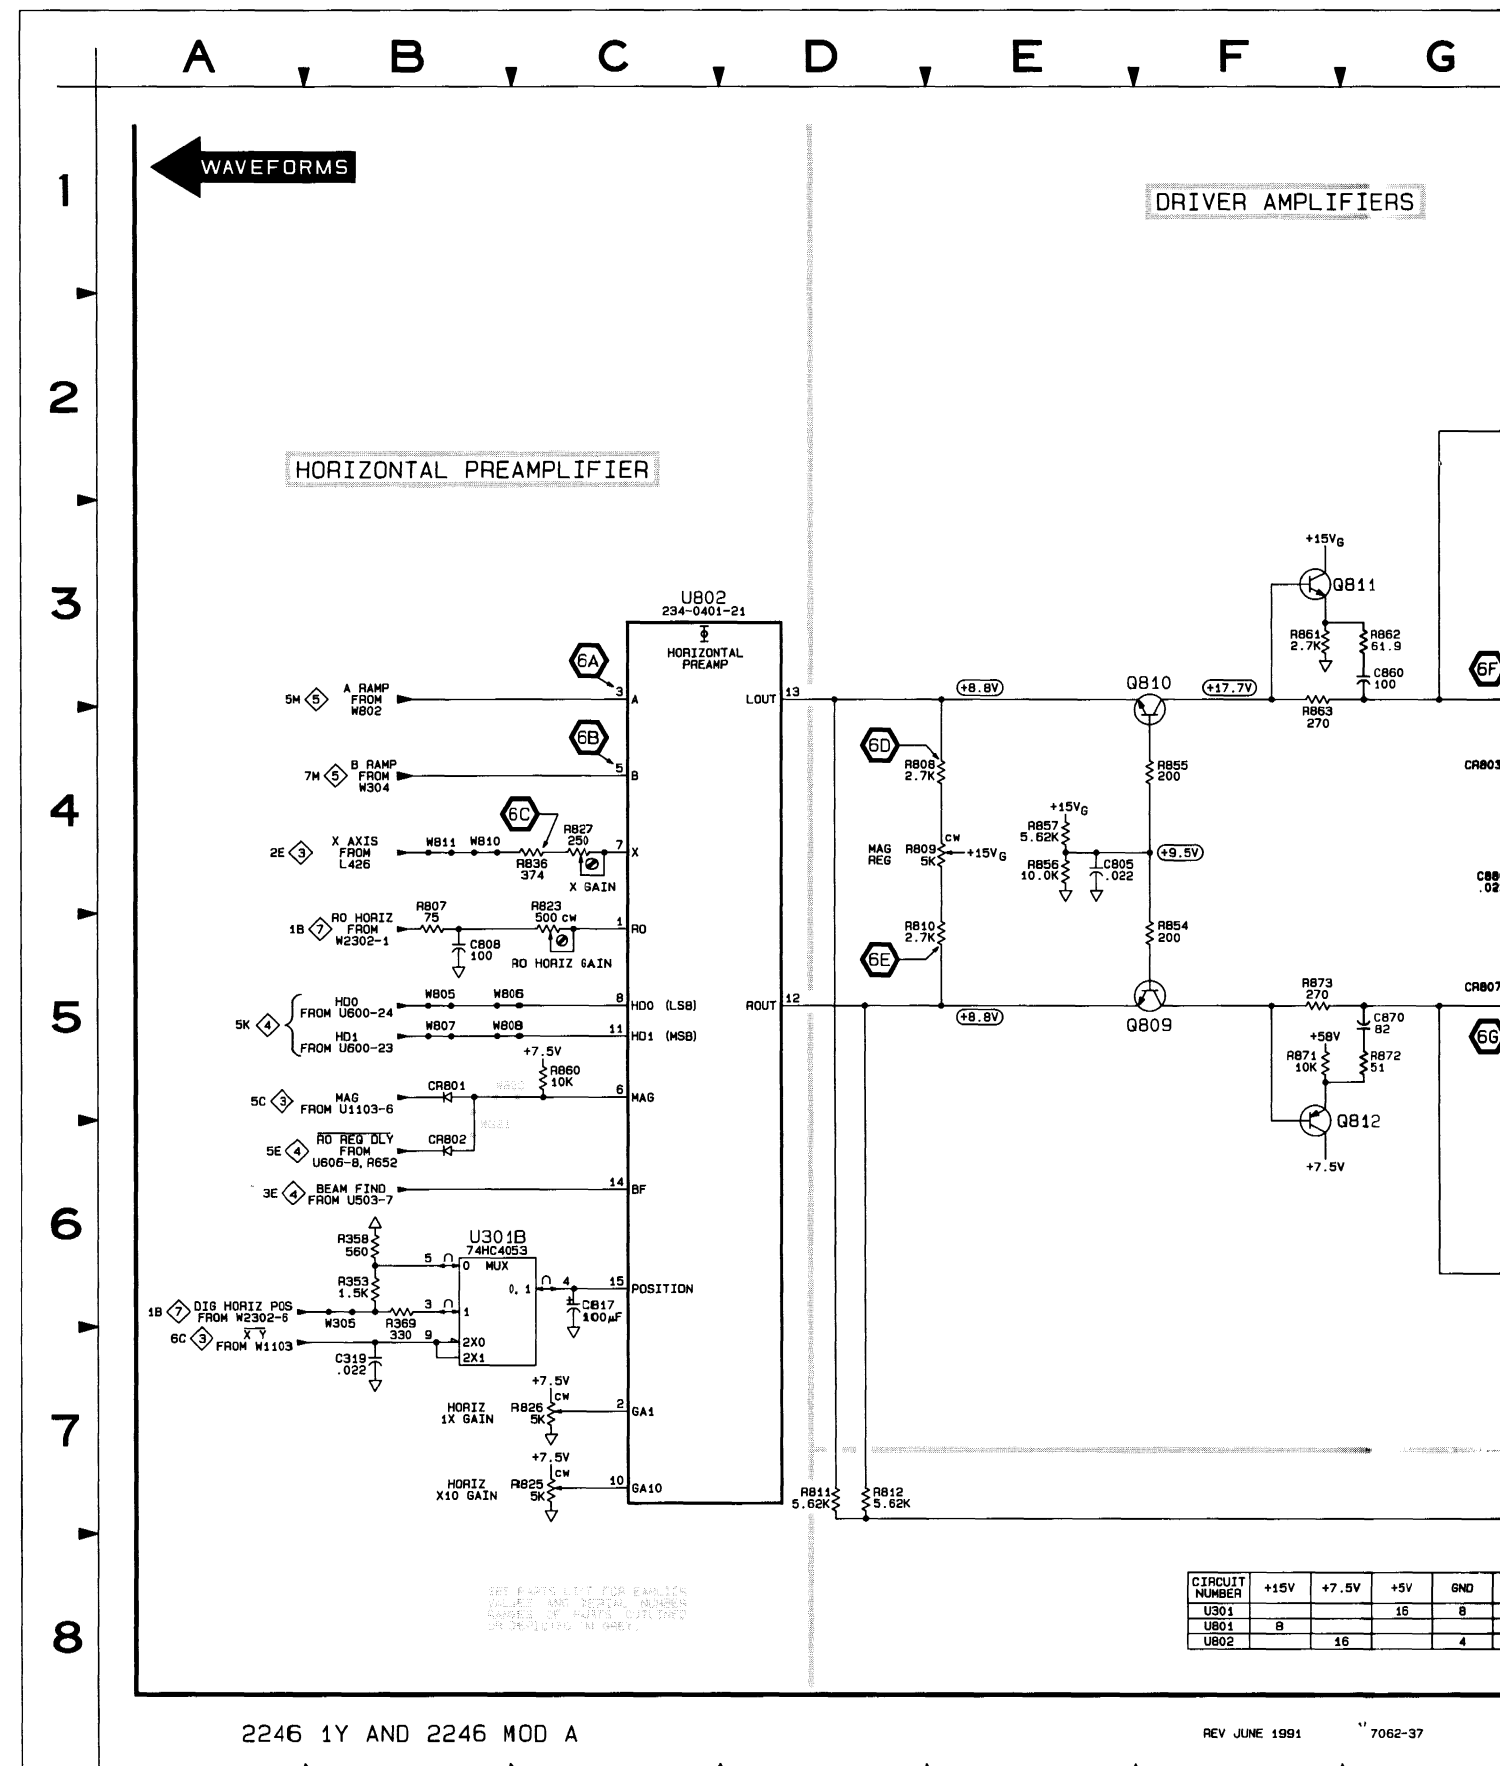 A B C D E F G
1
2
3
4
5
6
7
8
WAVEFORMS
DRIVER AMPLIFIERS
HORIZONTAL PREAMPLIFIER
U802
234-0401-21
HORIZONTAL
PREAMP
6A
5M 5
A RAMP
FROM
W802
3
A
LOUT
13
6B
7M 5
B RAMP
FROM
W304
5
B
6C
2E 3
X AXIS
FROM
L426
W811 W810
R836
374
R827
250
X GAIN
7
X
1B 7
RO HORIZ
FROM
W2302-1
R807
75
C808
100
R823
500 CW
RO HORIZ GAIN
1
RO
5K 4
HD0
FROM U600-24
W805 W806
8
HD0 (LSB)
ROUT
12
HD1
FROM U600-23
W807 W808
11
HD1 (MSB)
+7.5V
R860
10K
5C 3
MAG
FROM U1103-6
CR801
6
MAG
5E 4
RO REQ DLY
FROM
U606-8, R652
CR802
3E 4
BEAM FIND
FROM U503-7
14
BF
R358
560
R353
1.5K
U301B
74HC4053
5
0 MUX
0, 1
4
15
POSITION
C817
100µF
1B 7
DIG HORIZ POS
FROM W2302-6
W305
R369
330
3
1
6C 3
X Y
FROM W1103
9
2X0
2X1
C319
.022
+7.5V
CW
HORIZ
1X GAIN
R826
5K
2
GA1
+7.5V
CW
HORIZ
X10 GAIN
R825
5K
10
GA10
+8.8V
6D
R808
2.7K
MAG
REG
R809
5K
CW
+15VG
R810
2.7K
6E
+8.8V
+15VG
R857
5.62K
R856
10.0K
C805
.022
+9.5V
Q810
R855
200
R854
200
Q809
+17.7V
+15VG
Q811
R861
2.7K
R862
61.9
C860
100
R863
270
6F
CR803
CR807
R873
270
C870
82
+58V
R871
10K
R872
51
Q812
+7.5V
6G
R811
5.62K
R812
5.62K
CIRCUIT NUMBER +15V +7.5V +5V GND
U301 16 8
U801 8
U802 16 4
2246 1Y AND 2246 MOD A
REV JUNE 1991
7062-37